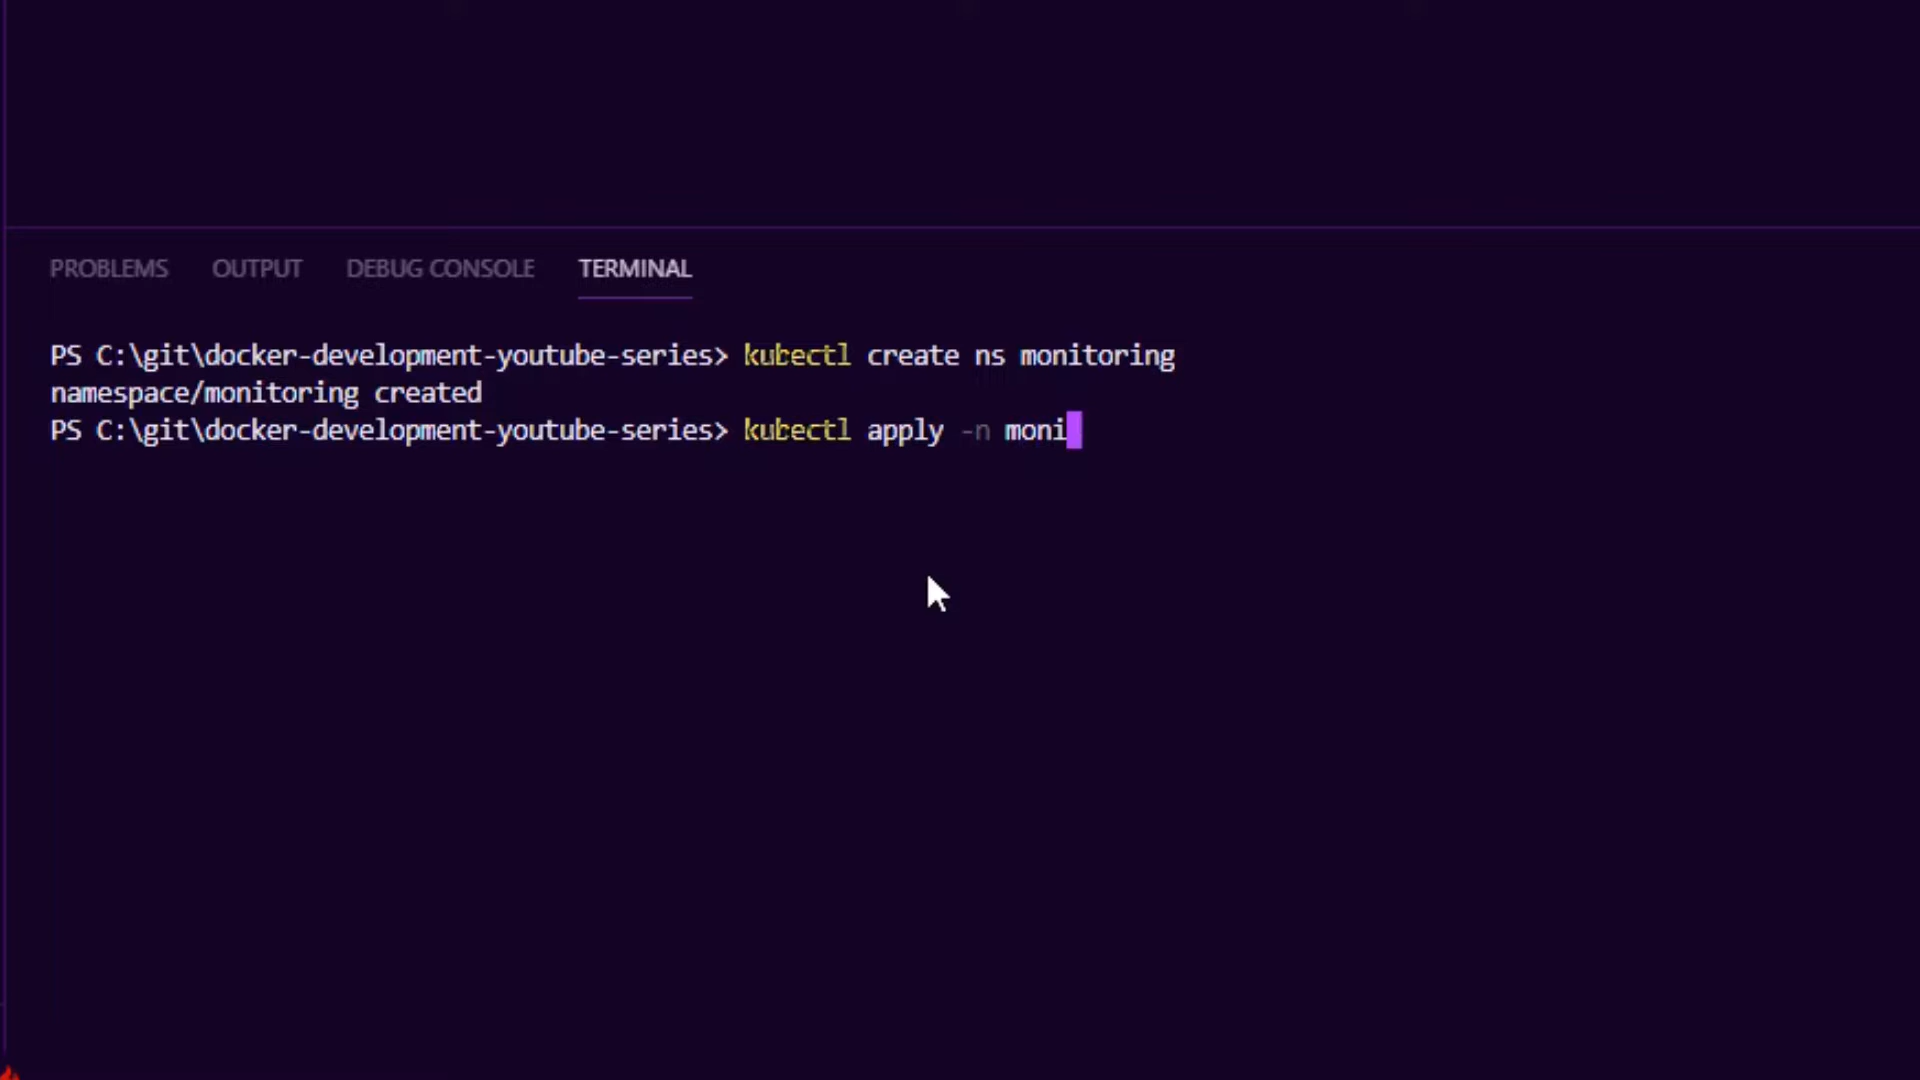 PROBLEMS OUTPUT DEBUG CONSOLE TERMINAL
PS C:\git\docker-development-youtube-series> kubectl create ns monitoring
namespace/monitoring created
PS C:\git\docker-development-youtube-series> kubectl apply -n moni